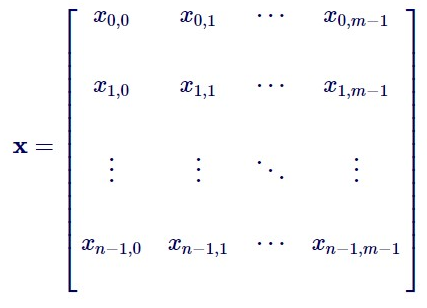 x_{0,0} x_{0,1} ⋯ x_{0,m−1}
x_{1,0} x_{1,1} ⋯ x_{1,m−1}
𝐱 = ⋮ ⋮ ⋱ ⋮
x_{n−1,0} x_{n−1,1} ⋯ x_{n−1,m−1}